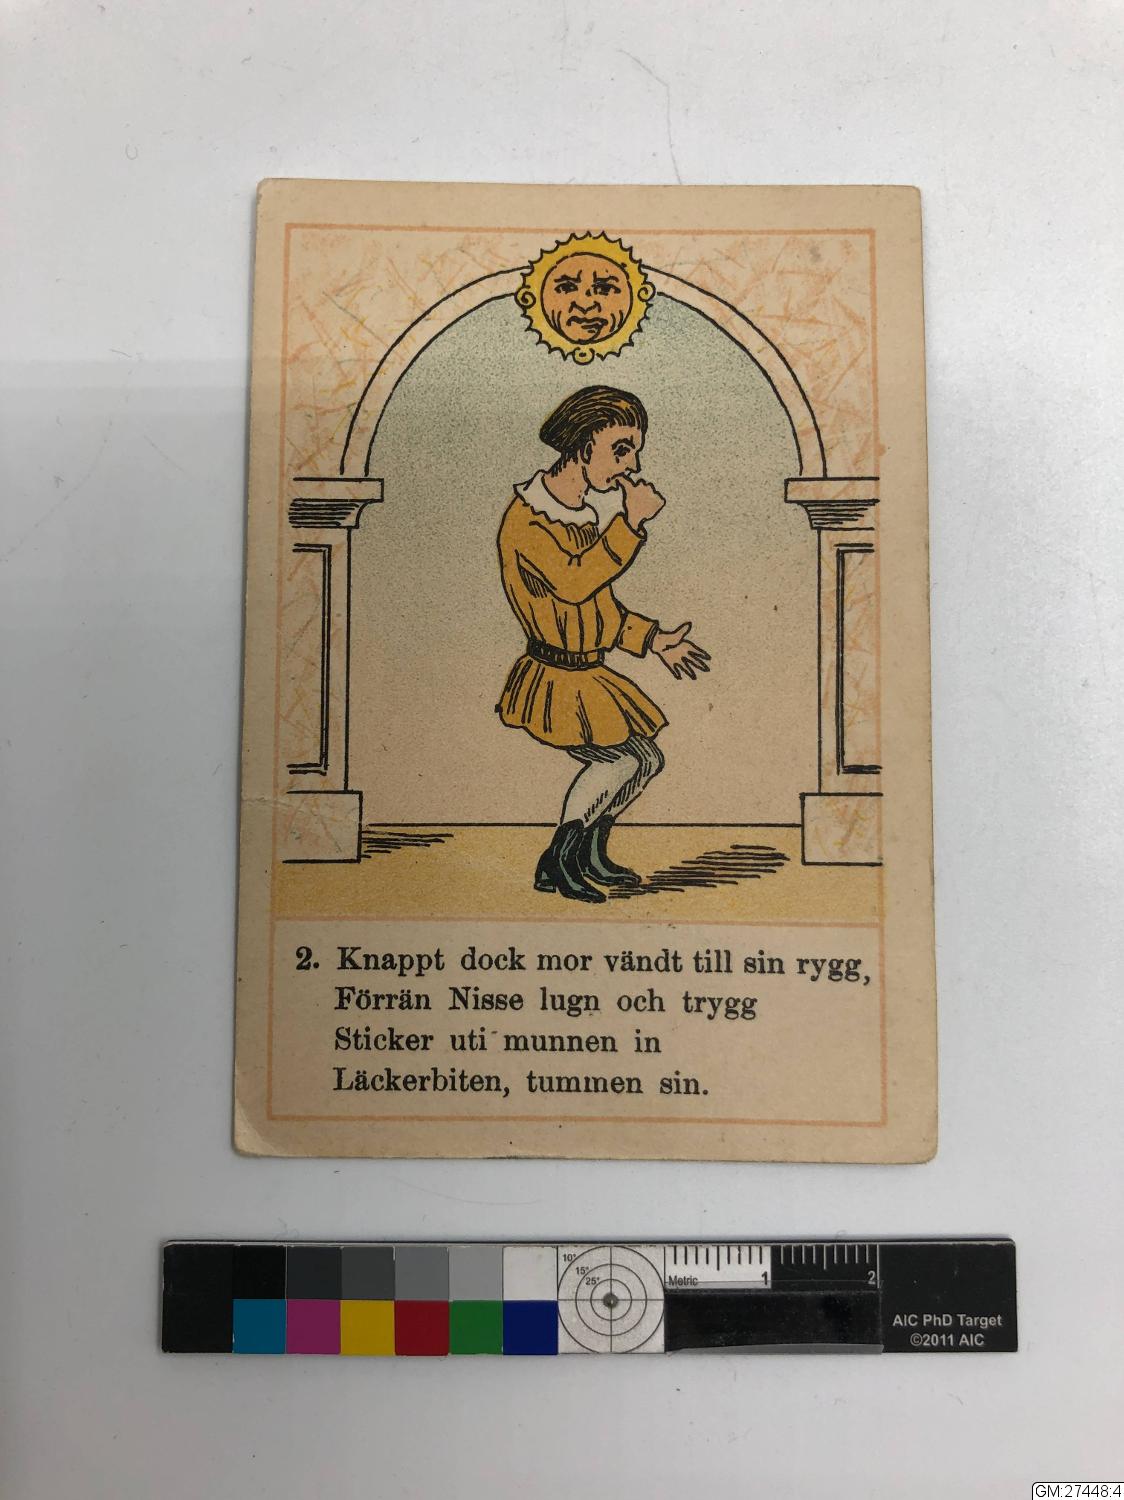 2. Knappt dock mor vändt till sin rygg,
Förrän Nisse lugn och trygg
Sticker uti munnen in
Läckerbiten, tummen sin.
10°
15°
25°
Metric
1
2
AIC PhD Target
©2011 AIC
GM:27448:4